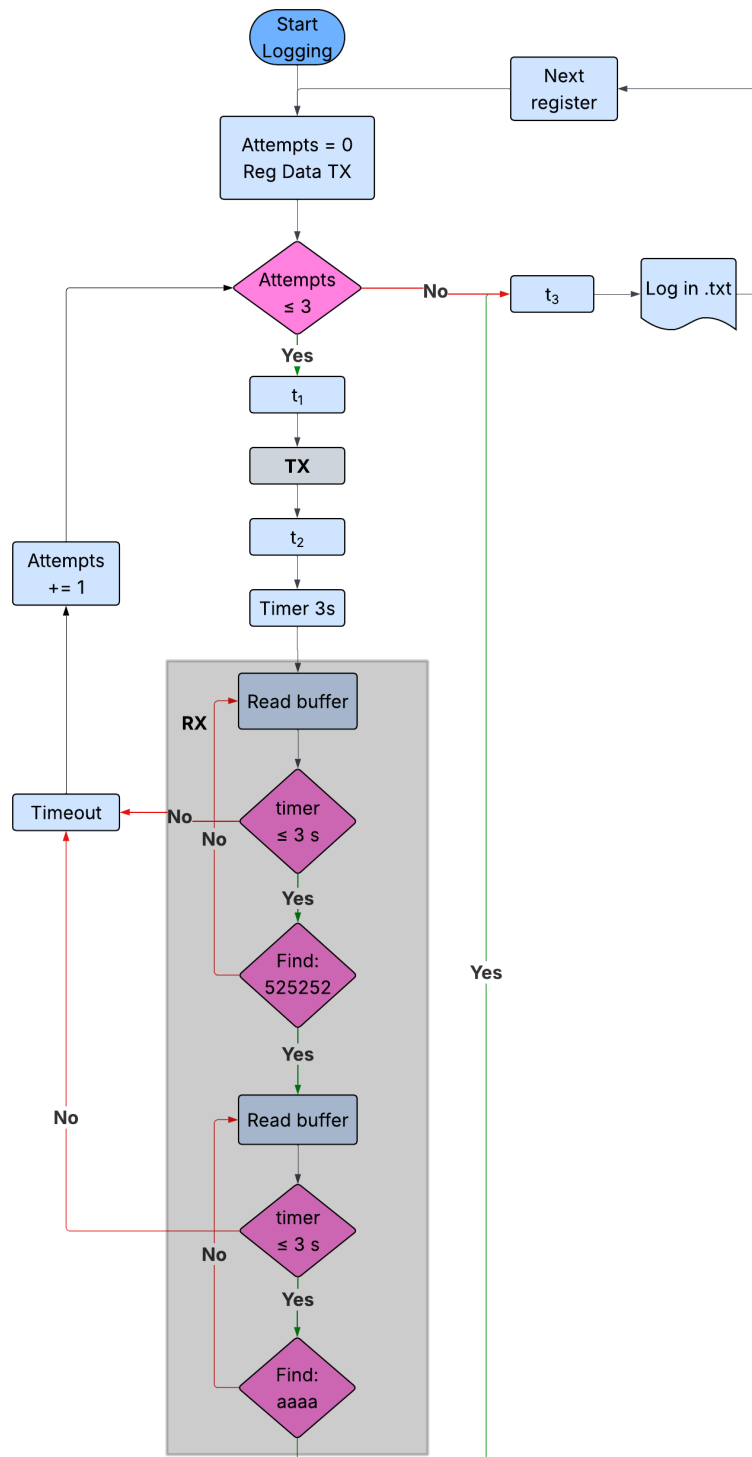 Start
Logging
Next
register
Attempts = 0
Reg Data TX
Attempts
≤ 3
No
t₃
Log in .txt
Yes
t₁
TX
t₂
Attempts
+= 1
Timer 3s
Read buffer
RX
timer
≤ 3 s
Timeout
No
No
Yes
Find:
525252
Yes
Yes
Read buffer
No
timer
≤ 3 s
No
Yes
Find:
aaaa